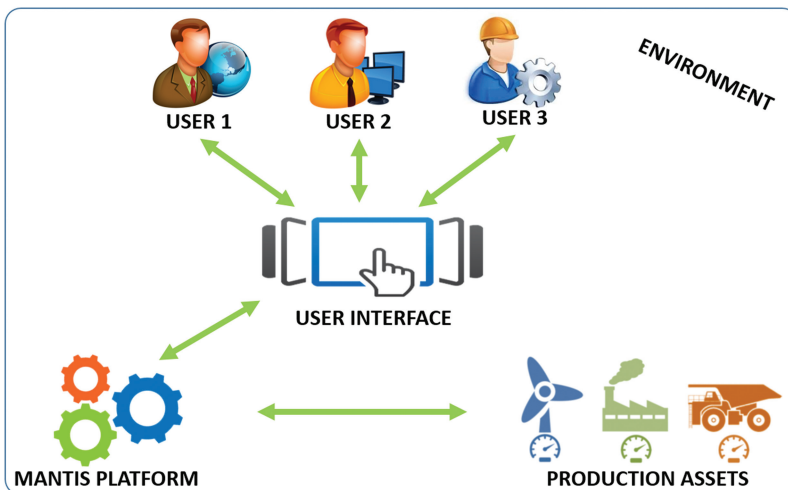 ENVIRONMENT
USER 1
USER 2
USER 3
USER INTERFACE
MANTIS PLATFORM
PRODUCTION ASSETS